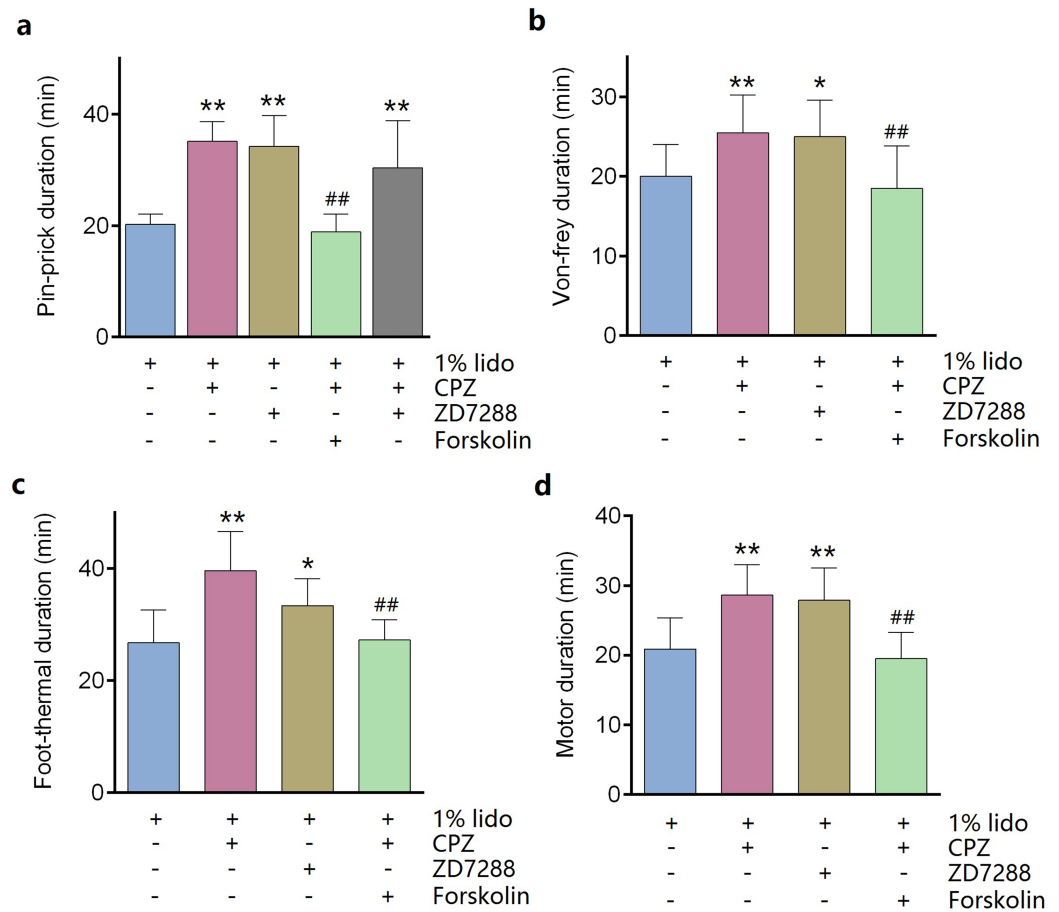 a
Pin-prick duration (min)
40
20
0
** ** ## **
+ + + + + 1% lido
- + - + + CPZ
- - + - + ZD7288
- - - + - Forskolin
b
Von-frey duration (min)
30
20
10
0
** * ##
+ + + + 1% lido
- + - + CPZ
- - + - ZD7288
- - - + Forskolin
c
Foot-thermal duration (min)
40
20
0
** * ##
+ + + + 1% lido
- + - + CPZ
- - + - ZD7288
- - - + Forskolin
d
Motor duration (min)
40
30
20
10
0
** ** ##
+ + + + 1% lido
- + - + CPZ
- - + - ZD7288
- - - + Forskolin